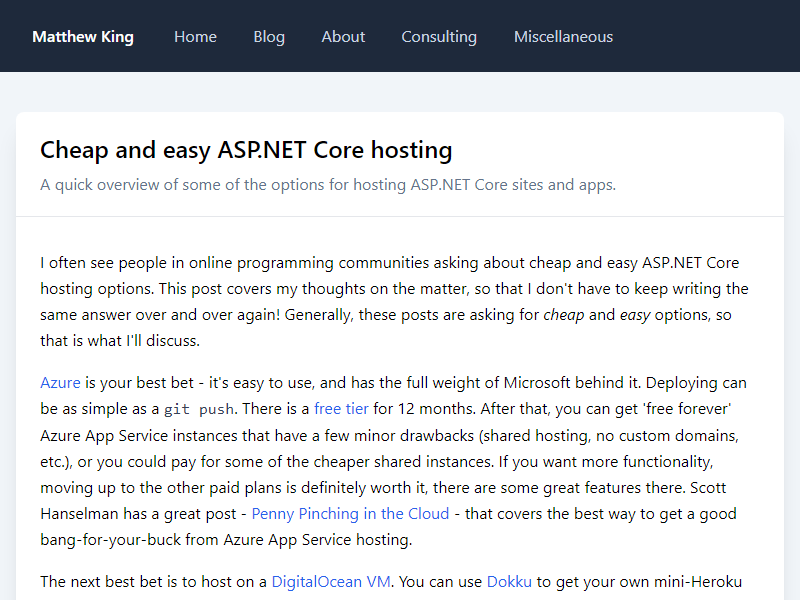 Matthew King Home Blog About Consulting Miscellaneous
Cheap and easy ASP.NET Core hosting
A quick overview of some of the options for hosting ASP.NET Core sites and apps.
I often see people in online programming communities asking about cheap and easy ASP.NET Core
hosting options. This post covers my thoughts on the matter, so that I don't have to keep writing the
same answer over and over again! Generally, these posts are asking for cheap and easy options, so
that is what I'll discuss.
Azure is your best bet - it's easy to use, and has the full weight of Microsoft behind it. Deploying can
be as simple as a git push. There is a free tier for 12 months. After that, you can get 'free forever'
Azure App Service instances that have a few minor drawbacks (shared hosting, no custom domains,
etc.), or you could pay for some of the cheaper shared instances. If you want more functionality,
moving up to the other paid plans is definitely worth it, there are some great features there. Scott
Hanselman has a great post - Penny Pinching in the Cloud - that covers the best way to get a good
bang-for-your-buck from Azure App Service hosting.
The next best bet is to host on a DigitalOcean VM. You can use Dokku to get your own mini-Heroku